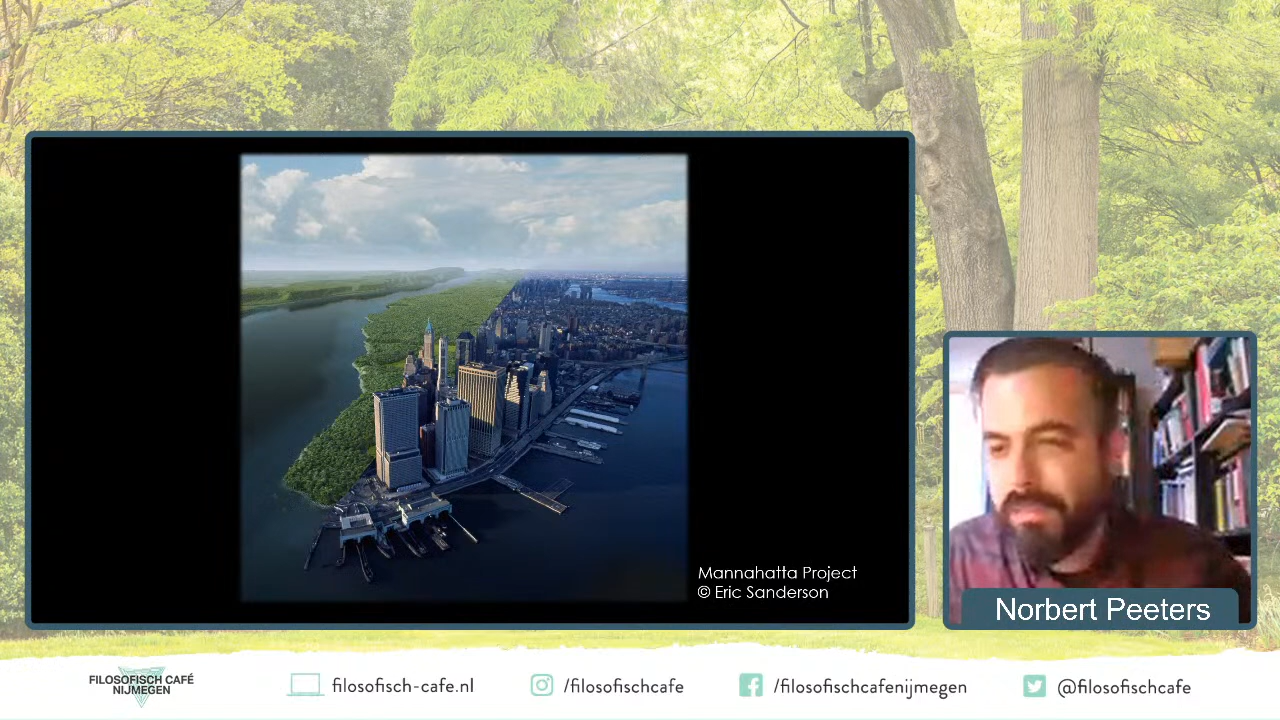 Mannahatta Project
© Eric Sanderson
Norbert Peeters
FILOSOFISCH CAFÉ
NIJMEGEN
filosofisch-cafe.nl
/filosofischcafe
/filosofischcafenijmegen
@filosofischcafe